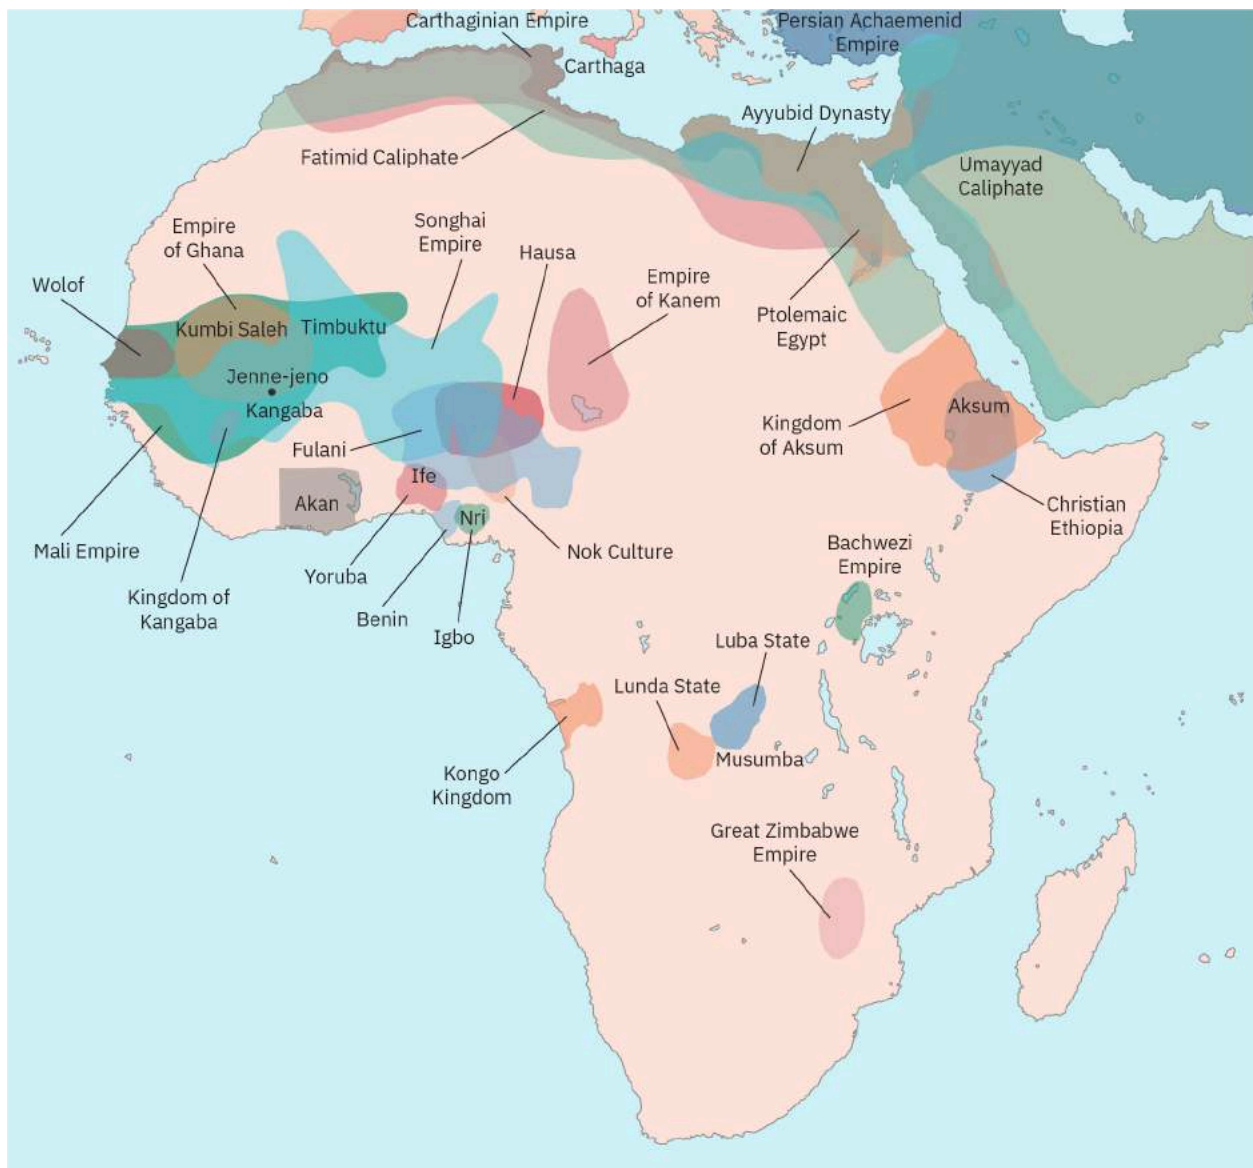 Carthaginian Empire
Persian Achaemenid
Empire
Carthaga
Ayyubid Dynasty
Fatimid Caliphate
Umayyad
Caliphate
Empire
of Ghana
Songhai
Empire
Hausa
Wolof
Empire
of Kanem
Kumbi Saleh
Timbuktu
Ptolemaic
Egypt
Jenne-jeno
Kangaba
Aksum
Kingdom
of Aksum
Fulani
Ife
Akan
Nri
Christian
Ethiopia
Mali Empire
Nok Culture
Bachwezi
Empire
Yoruba
Kingdom of
Kangaba
Benin
Igbo
Luba State
Lunda State
Musumba
Kongo
Kingdom
Great Zimbabwe
Empire